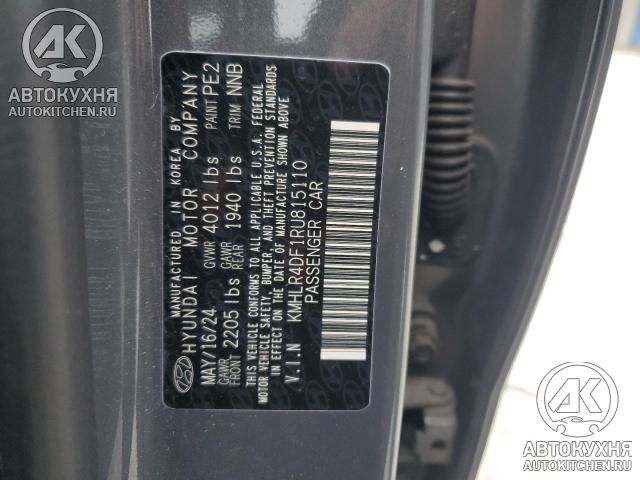 MANUFACTURED IN KOREA BY
HYUNDAI MOTOR COMPANY
MAY/16/24 GVWR 4012 lbs PAINT PE2
GAWR FRONT 2205 lbs GAWR REAR 1940 lbs TRIM NNB
THIS VEHICLE CONFORMS TO ALL APPLICABLE U.S.A. FEDERAL
MOTOR VEHICLE SAFETY, BUMPER, AND THEFT PREVENTION STANDARDS
IN EFFECT ON THE DATE OF MANUFACTURE SHOWN ABOVE
V.I.N KMHLR4DF1RU815110
PASSENGER CAR
AK
АВТОКУХНЯ
AUTOKITCHEN.RU
AK
АВТОКУХНЯ
AUTOKITCHEN.RU